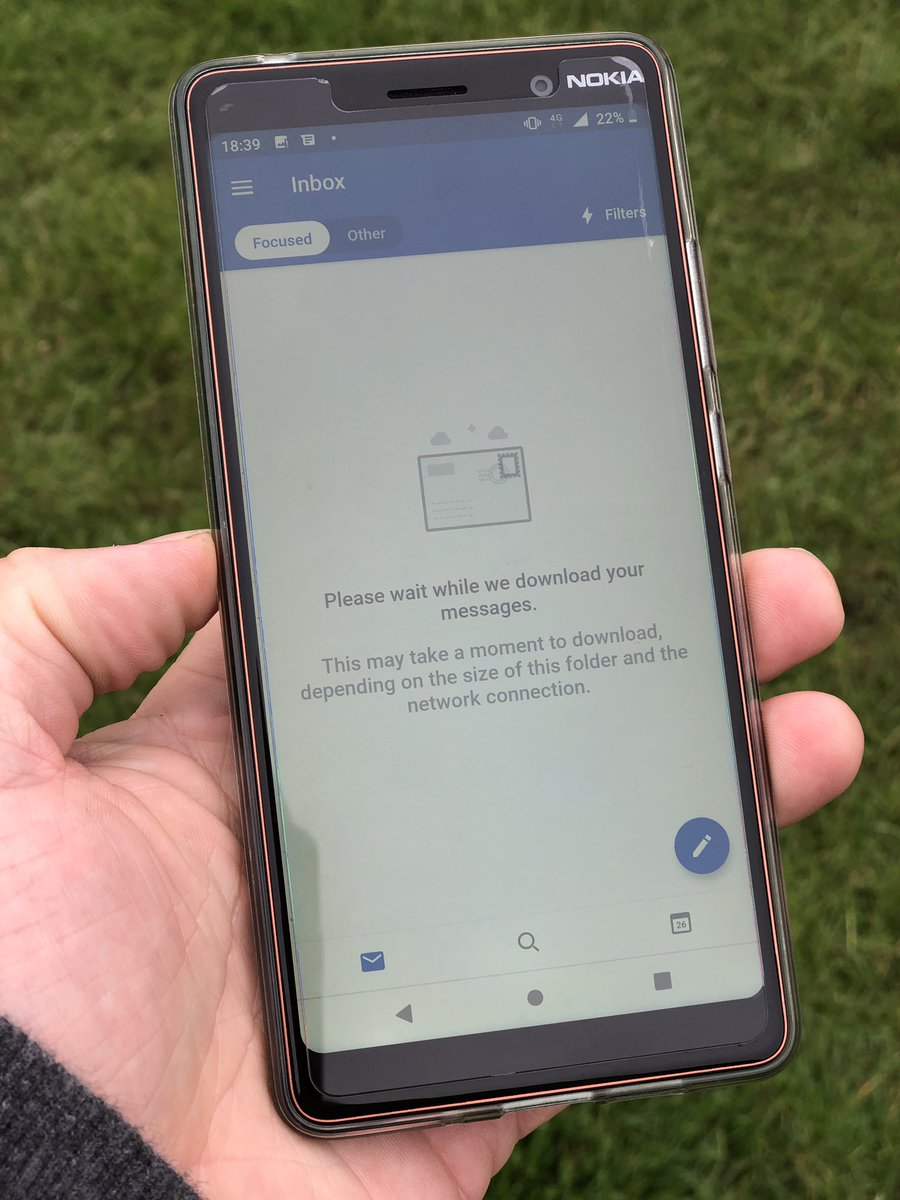 NOKIA
18:39 4G 22%
Inbox
Focused Other Filters
Please wait while we download your
messages.
This may take a moment to download,
depending on the size of this folder and the
network connection.
26